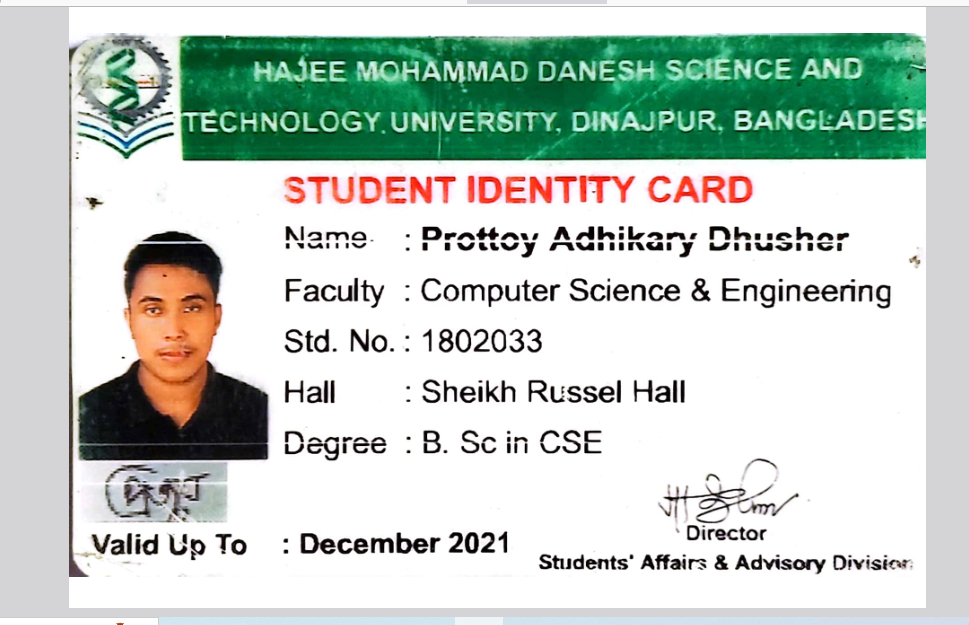 HAJEE MOHAMMAD DANESH SCIENCE AND
TECHNOLOGY UNIVERSITY, DINAJPUR, BANGLADESH
STUDENT IDENTITY CARD
Name : Prottoy Adhikary Dhusher
Faculty : Computer Science & Engineering
Std. No. : 1802033
Hall : Sheikh Russel Hall
Degree : B. Sc in CSE
Valid Up To : December 2021
Director
Students' Affairs & Advisory Division